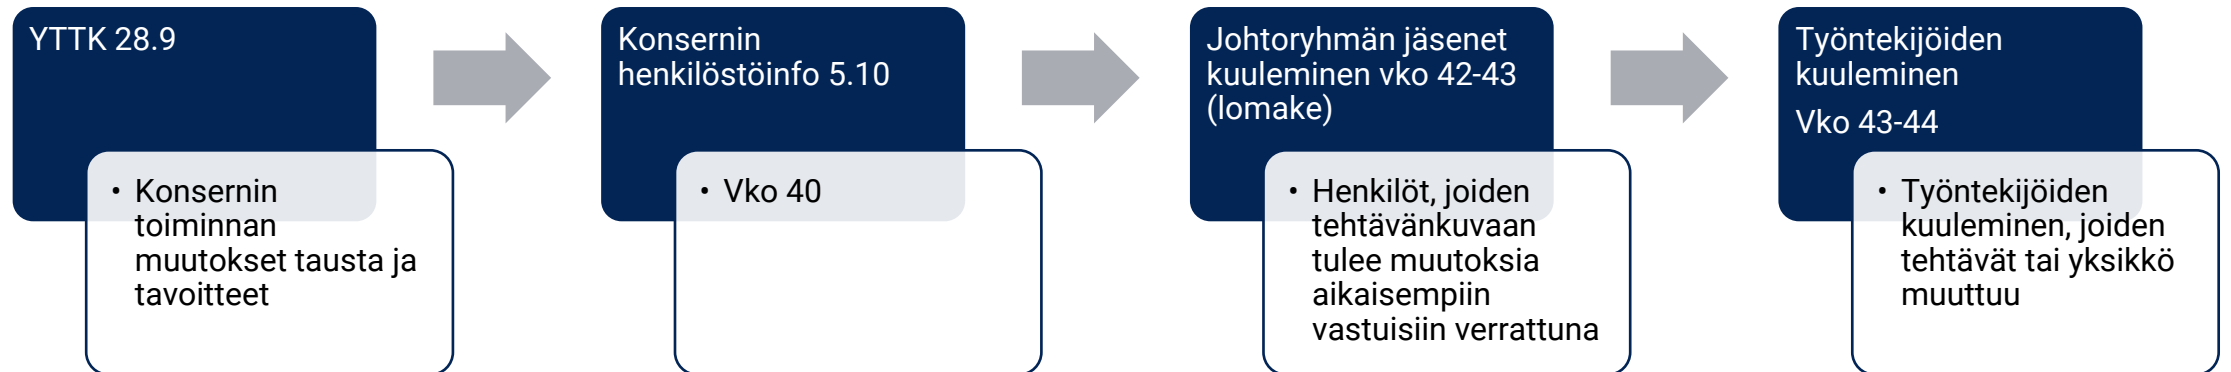 YTTK 28.9
• Konsernin
toiminnan
muutokset tausta ja
tavoitteet
Konsernin
henkilöstöinfo 5.10
• Vko 40
Johtoryhmän jäsenet
kuuleminen vko 42-43
(lomake)
• Henkilöt, joiden
tehtävänkuvaan
tulee muutoksia
aikaisempiin
vastuisiin verrattuna
Työntekijöiden
kuuleminen
Vko 43-44
• Työntekijöiden
kuuleminen, joiden
tehtävät tai yksikkö
muuttuu